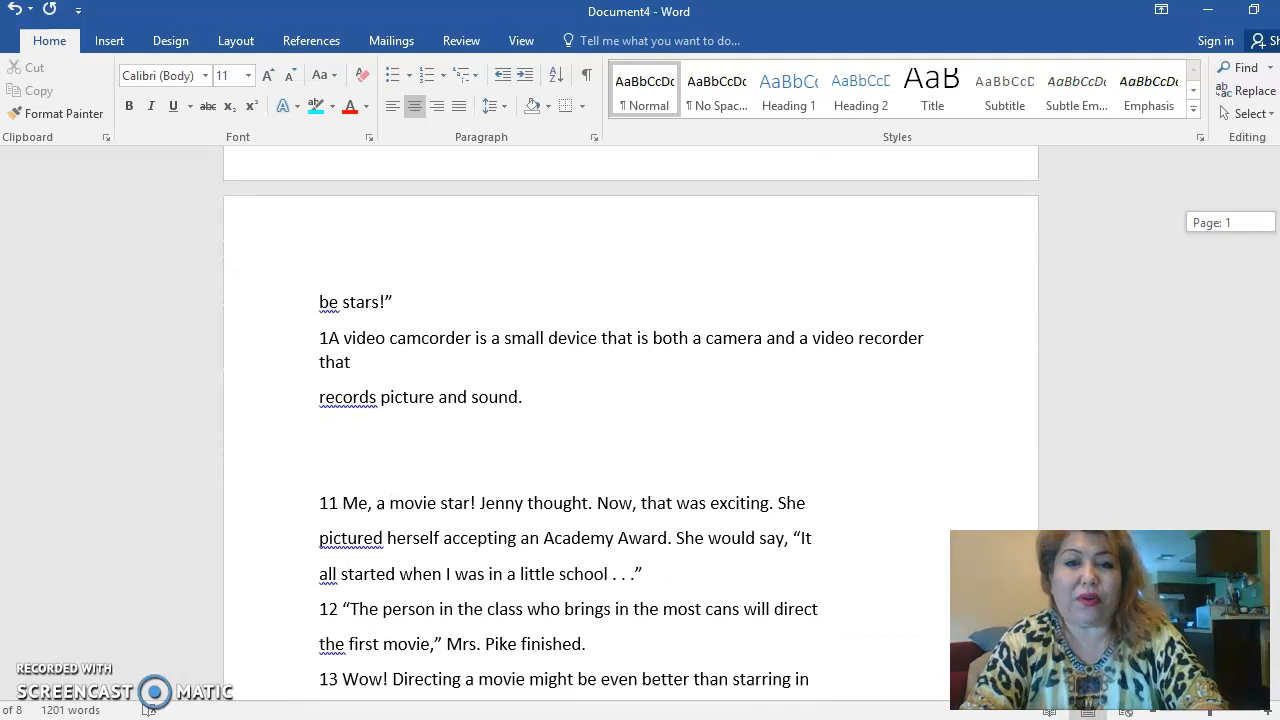 Document4 - Word
Home Insert Design Layout References Mailings Review View Tell me what you want to do... Sign in
Cut
Copy
Format Painter
Calibri (Body) 11 Aa
B I U abc X₂ X² A A
AaBbCcDc AaBbCcDc AaBbCc AaBbCcD AaB AaBbCcD AaBbCcDc AaBbCcDc
¶ Normal ¶ No Spac... Heading 1 Heading 2 Title Subtitle Subtle Em... Emphasis
Find
Replace
Select
Clipboard Font Paragraph Styles Editing
Page: 1
be stars!”
1A video camcorder is a small device that is both a camera and a video recorder
that
records picture and sound.
11 Me, a movie star! Jenny thought. Now, that was exciting. She
pictured herself accepting an Academy Award. She would say, “It
all started when I was in a little school . . .”
12 “The person in the class who brings in the most cans will direct
the first movie,” Mrs. Pike finished.
13 Wow! Directing a movie might be even better than starring in
RECORDED WITH
SCREENCAST MATIC
of 8 1201 words